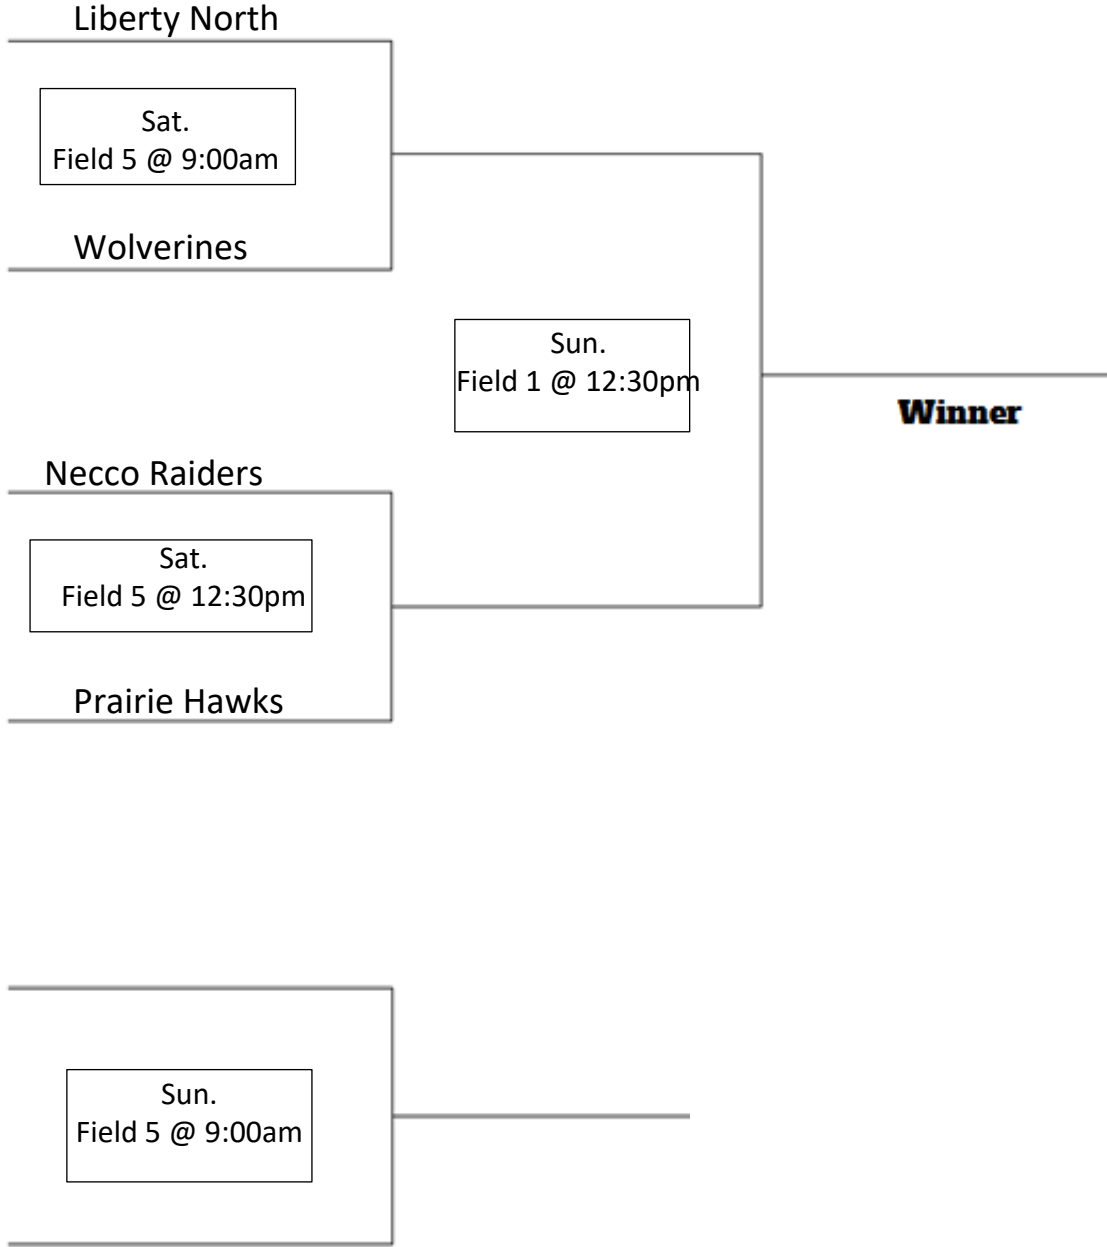 Liberty North
Sat.
Field 5 @ 9:00am
Wolverines
Sun.
Field 1 @ 12:30pm
Winner
Necco Raiders
Sat.
Field 5 @ 12:30pm
Prairie Hawks
Sun.
Field 5 @ 9:00am